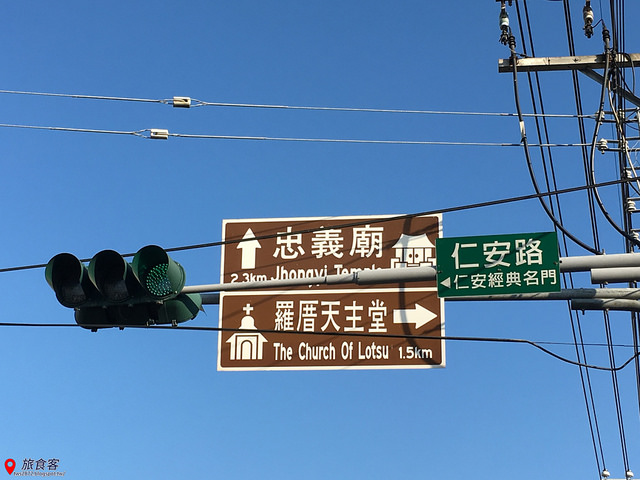 忠義廟
2.3km Jhongyi Temple
羅厝天主堂
The Church Of Lotsu 1.5km
仁安路
仁安經典名門
旅食客